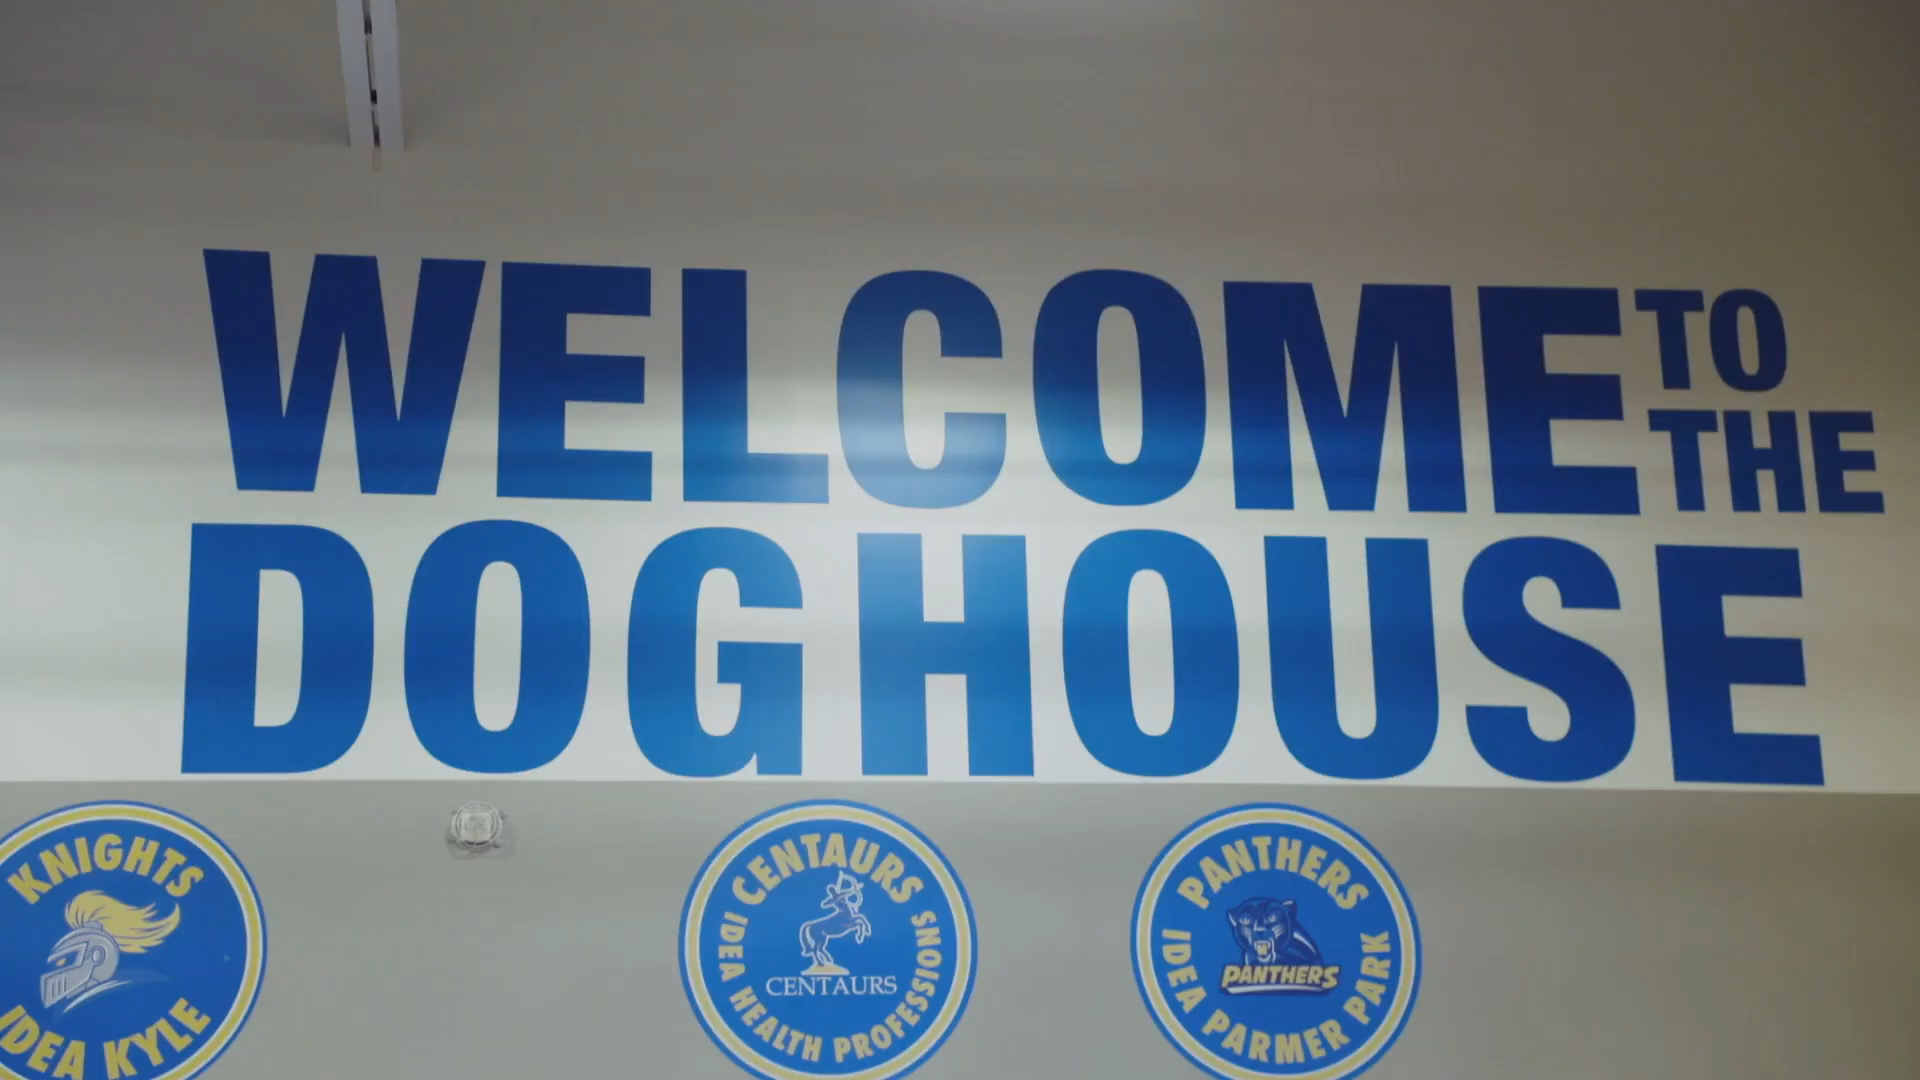 WELCOME TO
THE
DOGHOUSE
KNIGHTS
IDEA KYLE
CENTAURS
CENTAURS
IDEA HEALTH PROFESSIONS
PANTHERS
PANTHERS
IDEA PARMER PARK